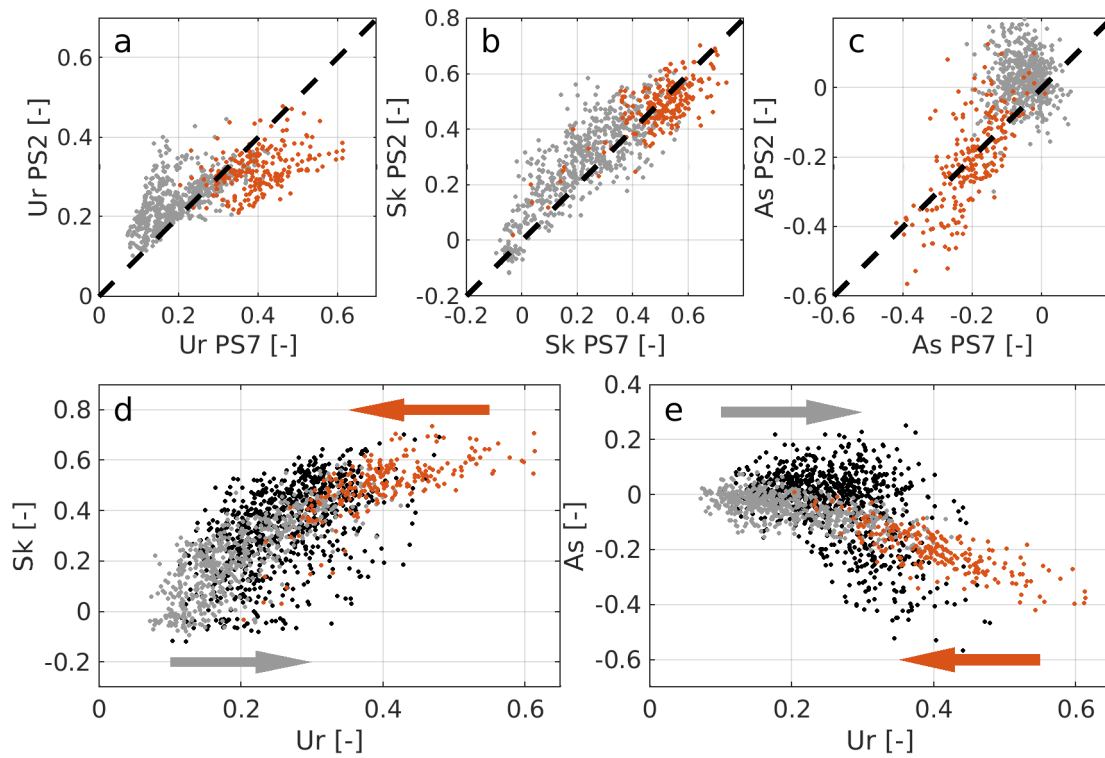 a
0.6
0.4
0.2
0
0 0.2 0.4 0.6
Ur PS2 [-]
Ur PS7 [-]
b
0.8
0.6
0.4
0.2
0
-0.2
-0.2 0 0.2 0.4 0.6
Sk PS2 [-]
Sk PS7 [-]
c
0
-0.2
-0.4
-0.6
-0.6 -0.4 -0.2 0
As PS2 [-]
As PS7 [-]
d
0.8
0.6
0.4
0.2
0
-0.2
0 0.2 0.4 0.6
Sk [-]
Ur [-]
e
0.4
0.2
0
-0.2
-0.4
-0.6
0 0.2 0.4 0.6
As [-]
Ur [-]